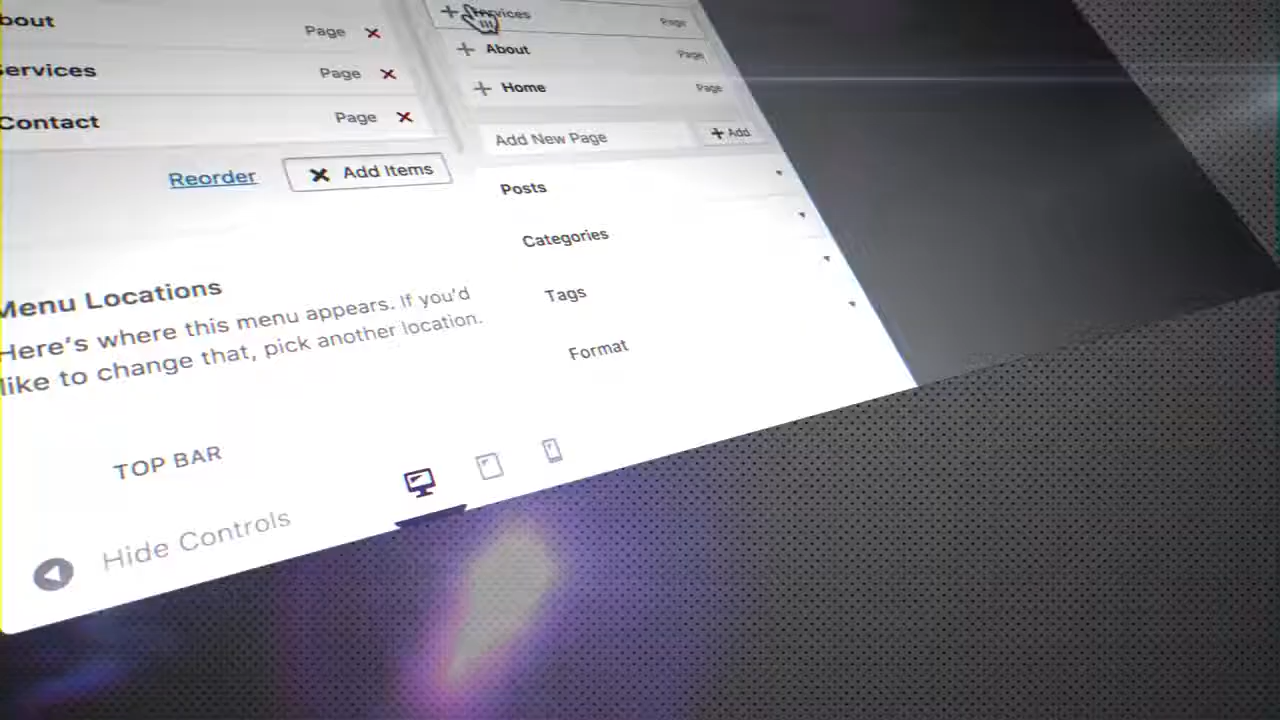 bout
Page
ervices
Page
Contact
Page
Reorder
Add Items
Menu Locations
Here's where this menu appears. If you'd
like to change that, pick another location.
TOP BAR
Hide Controls
Services
Page
About
Page
Home
Page
Add New Page
Add
Posts
Categories
Tags
Format